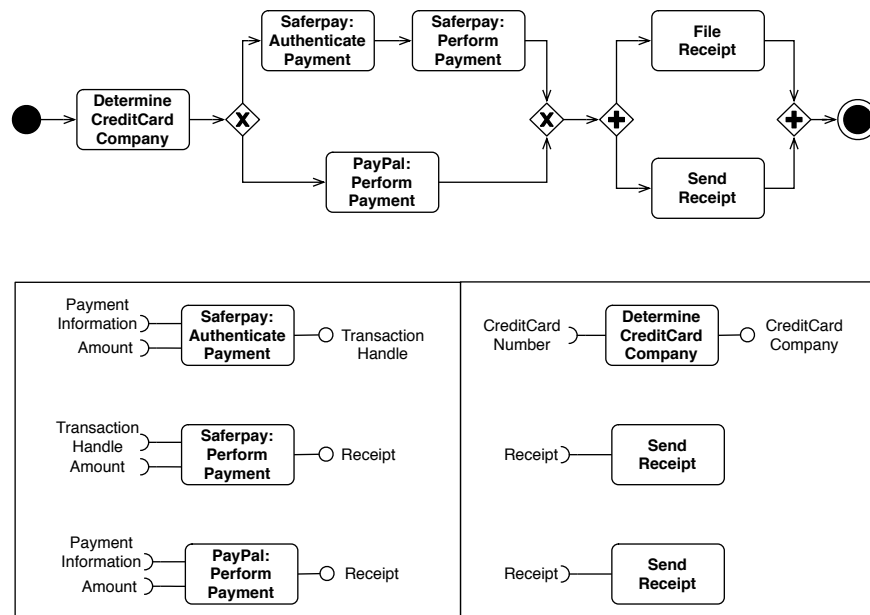 Saferpay:
Authenticate
Payment
Saferpay:
Perform
Payment
File
Receipt
Determine
CreditCard
Company
X
X
PayPal:
Perform
Payment
Send
Receipt
Payment
Information
Amount
Saferpay:
Authenticate
Payment
Transaction
Handle
CreditCard
Number
Determine
CreditCard
Company
CreditCard
Company
Transaction
Handle
Amount
Saferpay:
Perform
Payment
Receipt
Receipt
Send
Receipt
Payment
Information
Amount
PayPal:
Perform
Payment
Receipt
Receipt
Send
Receipt